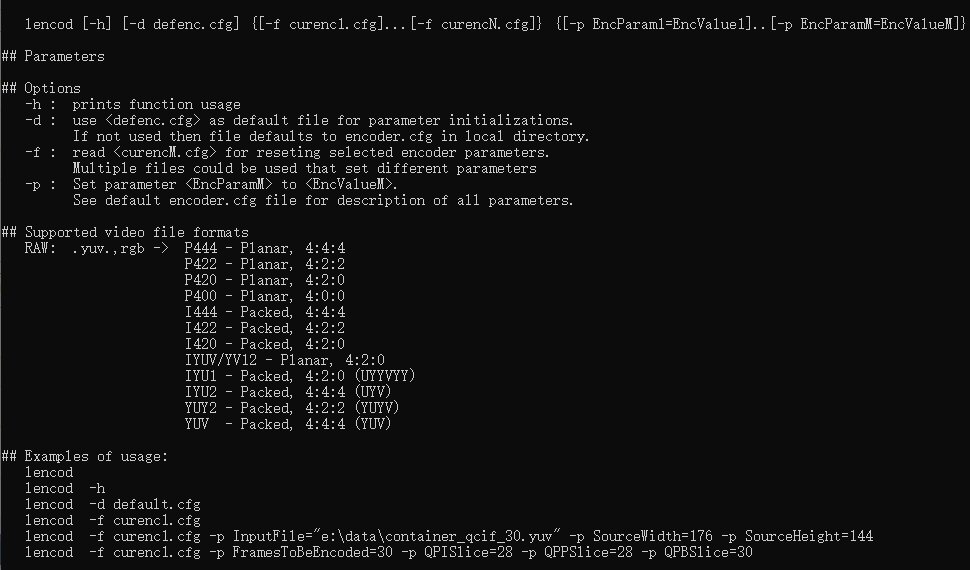 lencod [-h] [-d defenc.cfg] {[-f curenc1.cfg]...[-f curencN.cfg]} {[-p EncParam1=EncValue1]..[-p EncParamM=EncValueM]}
## Parameters
## Options
-h : prints function usage
-d : use <defenc.cfg> as default file for parameter initializations.
If not used then file defaults to encoder.cfg in local directory.
-f : read <curencM.cfg> for reseting selected encoder parameters.
Multiple files could be used that set different parameters
-p : Set parameter <EncParamM> to <EncValueM>.
See default encoder.cfg file for description of all parameters.
## Supported video file formats
RAW: .yuv.,rgb -> P444 - Planar, 4:4:4
P422 - Planar, 4:2:2
P420 - Planar, 4:2:0
P400 - Planar, 4:0:0
I444 - Packed, 4:4:4
I422 - Packed, 4:2:2
I420 - Packed, 4:2:0
IYUV/YV12 - Planar, 4:2:0
IYU1 - Packed, 4:2:0 (UYYVYY)
IYU2 - Packed, 4:4:4 (UYV)
YUY2 - Packed, 4:2:2 (YUYV)
YUV - Packed, 4:4:4 (YUV)
## Examples of usage:
lencod
lencod -h
lencod -d default.cfg
lencod -f curenc1.cfg
lencod -f curenc1.cfg -p InputFile="e:\data\container_qcif_30.yuv" -p SourceWidth=176 -p SourceHeight=144
lencod -f curenc1.cfg -p FramesToBeEncoded=30 -p QPISlice=28 -p QPPSlice=28 -p QPBSlice=30